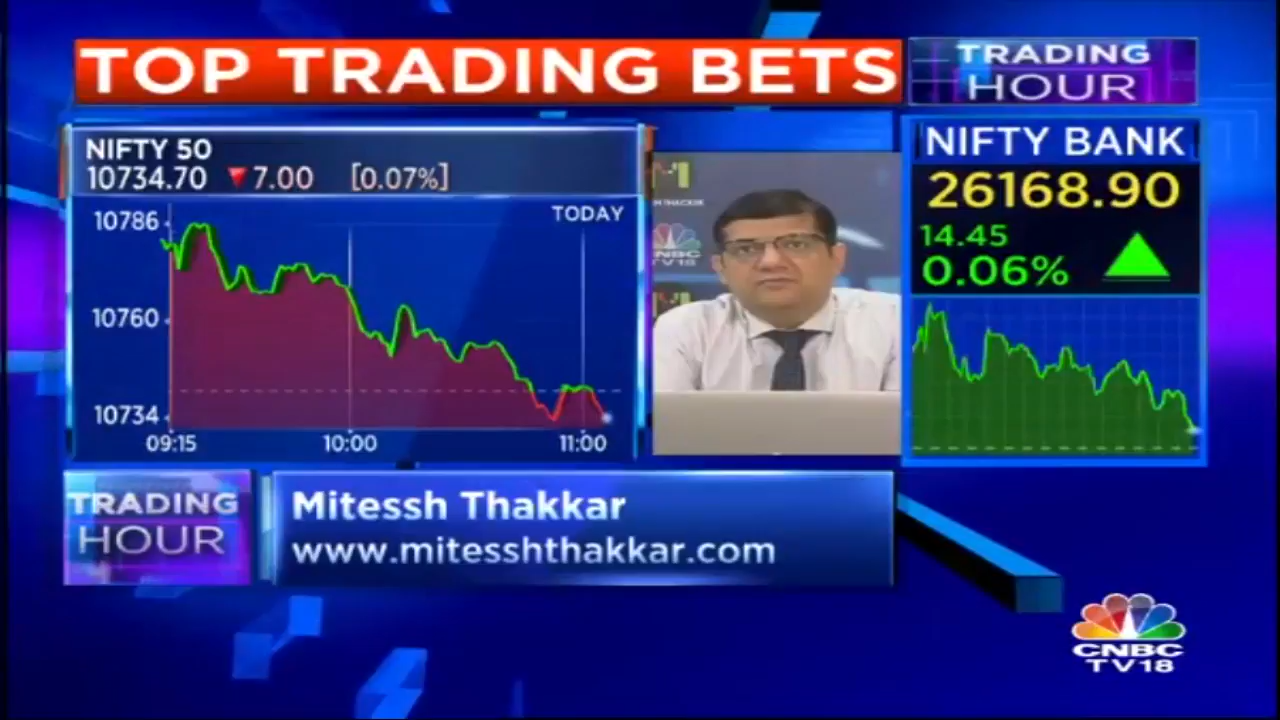 TOP TRADING BETS
TRADING
HOUR
NIFTY 50
10734.70 ▼ 7.00 [0.07%]
TODAY
10786
10760
10734
09:15 10:00 11:00
CNBC
TV18
NIFTY BANK
26168.90
14.45
0.06%
TRADING
HOUR
Mitessh Thakkar
www.mitesshthakkar.com
CNBC
TV18